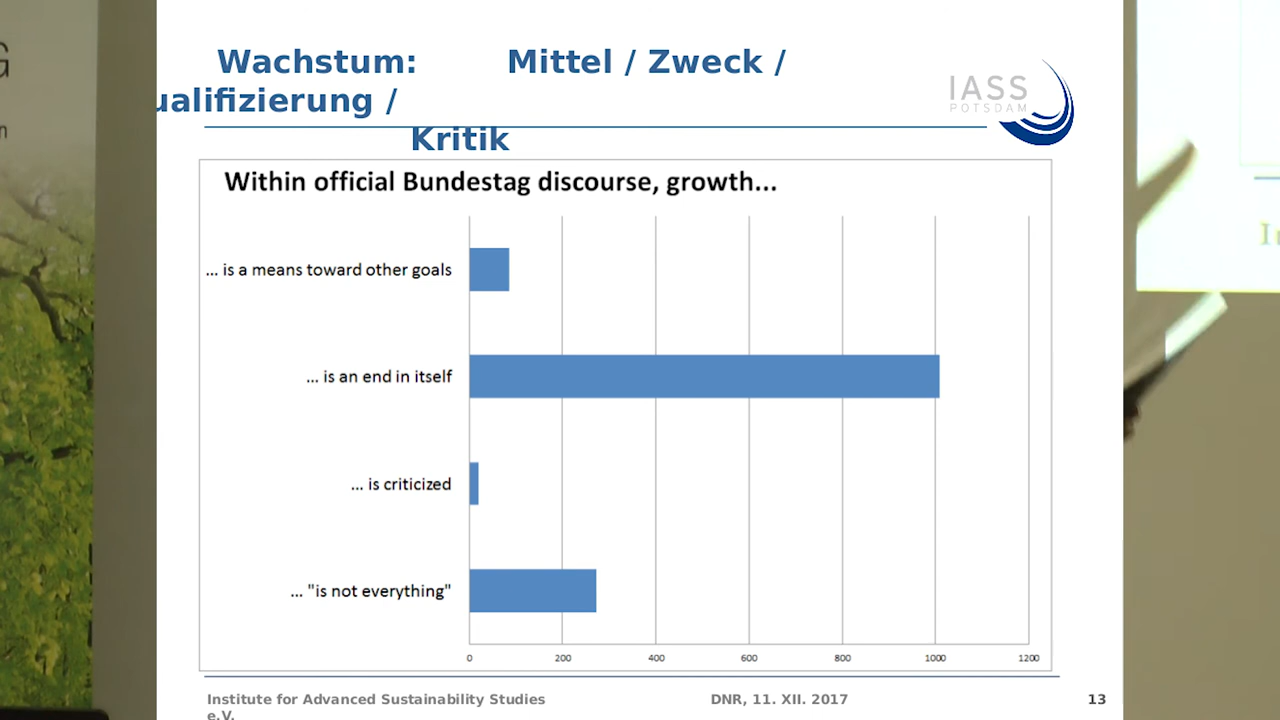 Wachstum: Mittel / Zweck /
ualifizierung /
Kritik
IASS
POTSDAM
Within official Bundestag discourse, growth...
... is a means toward other goals
... is an end in itself
... is criticized
... "is not everything"
0 200 400 600 800 1000 1200
Institute for Advanced Sustainability Studies
e.V.
DNR, 11. XII. 2017
13